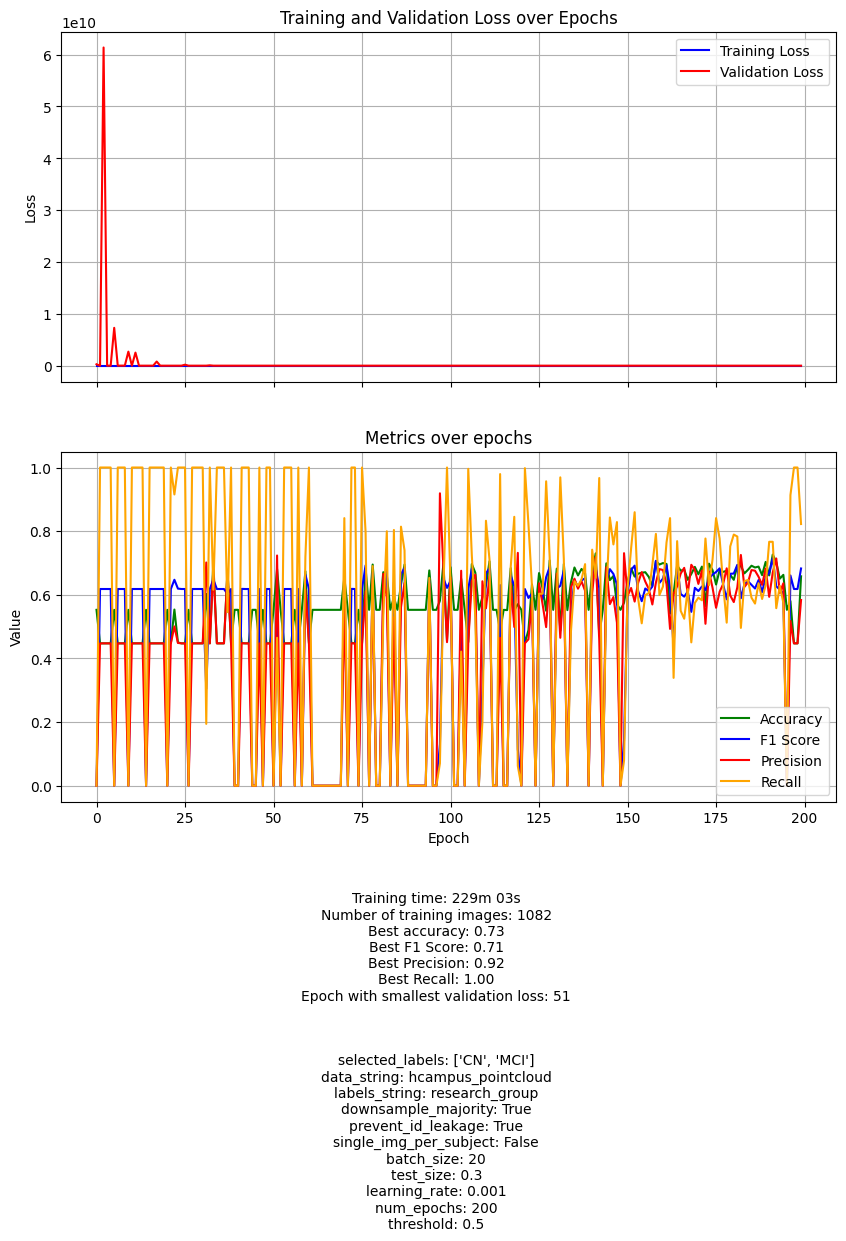 Training and Validation Loss over Epochs
1e10
Training Loss
Validation Loss
6
5
4
3
2
1
0
Loss
Metrics over epochs
1.0
0.8
0.6
0.4
0.2
0.0
Value
Accuracy
F1 Score
Precision
Recall
0 25 50 75 100 125 150 175 200
Epoch
Training time: 229m 03s
Number of training images: 1082
Best accuracy: 0.73
Best F1 Score: 0.71
Best Precision: 0.92
Best Recall: 1.00
Epoch with smallest validation loss: 51
selected_labels: ['CN', 'MCI']
data_string: hcampus_pointcloud
labels_string: research_group
downsample_majority: True
prevent_id_leakage: True
single_img_per_subject: False
batch_size: 20
test_size: 0.3
learning_rate: 0.001
num_epochs: 200
threshold: 0.5